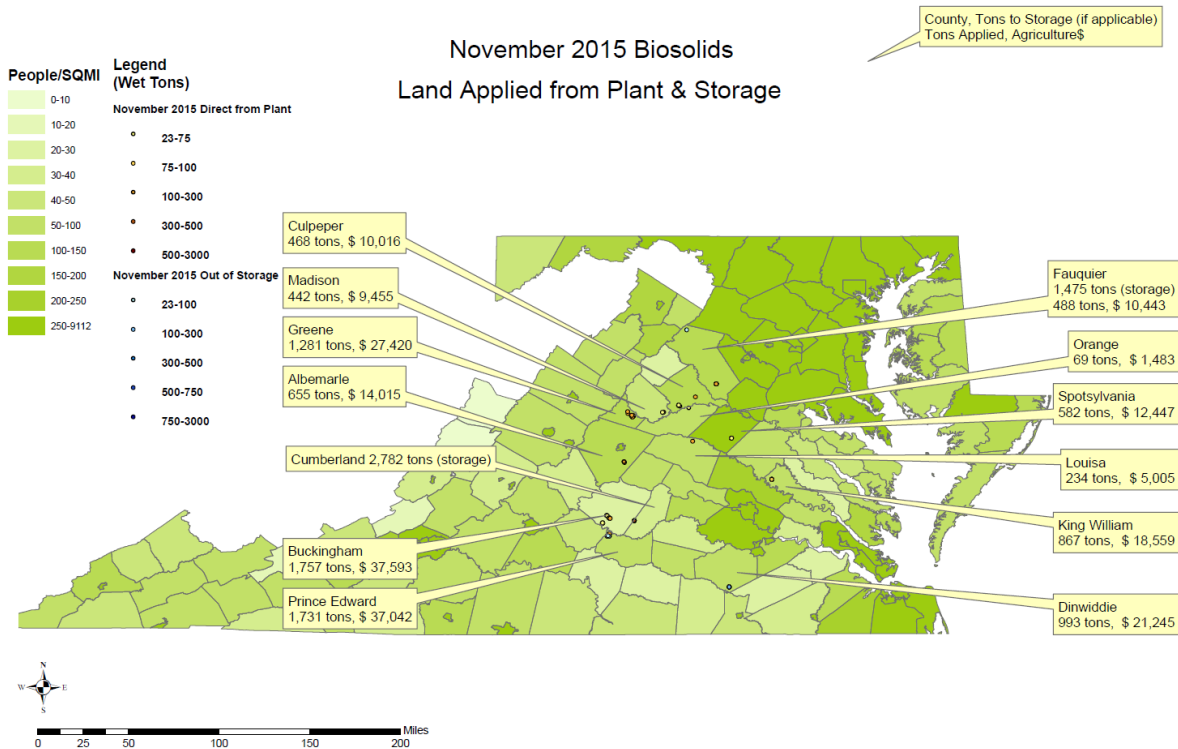 County, Tons to Storage (if applicable)
Tons Applied, Agriculture$
November 2015 Biosolids
Land Applied from Plant & Storage
People/SQMI
0-10
10-20
20-30
30-40
40-50
50-100
100-150
150-200
200-250
250-9112
Legend
(Wet Tons)
November 2015 Direct from Plant
23-75
75-100
100-300
300-500
500-3000
November 2015 Out of Storage
23-100
100-300
300-500
500-750
750-3000
Culpeper
468 tons, $ 10,016
Madison
442 tons, $ 9,455
Greene
1,281 tons, $ 27,420
Albemarle
655 tons, $ 14,015
Cumberland 2,782 tons (storage)
Buckingham
1,757 tons, $ 37,593
Prince Edward
1,731 tons, $ 37,042
Fauquier
1,475 tons (storage)
488 tons, $ 10,443
Orange
69 tons, $ 1,483
Spotsylvania
582 tons, $ 12,447
Louisa
234 tons, $ 5,005
King William
867 tons, $ 18,559
Dinwiddie
993 tons, $ 21,245
N
W E
S
Miles
0 25 50 100 150 200